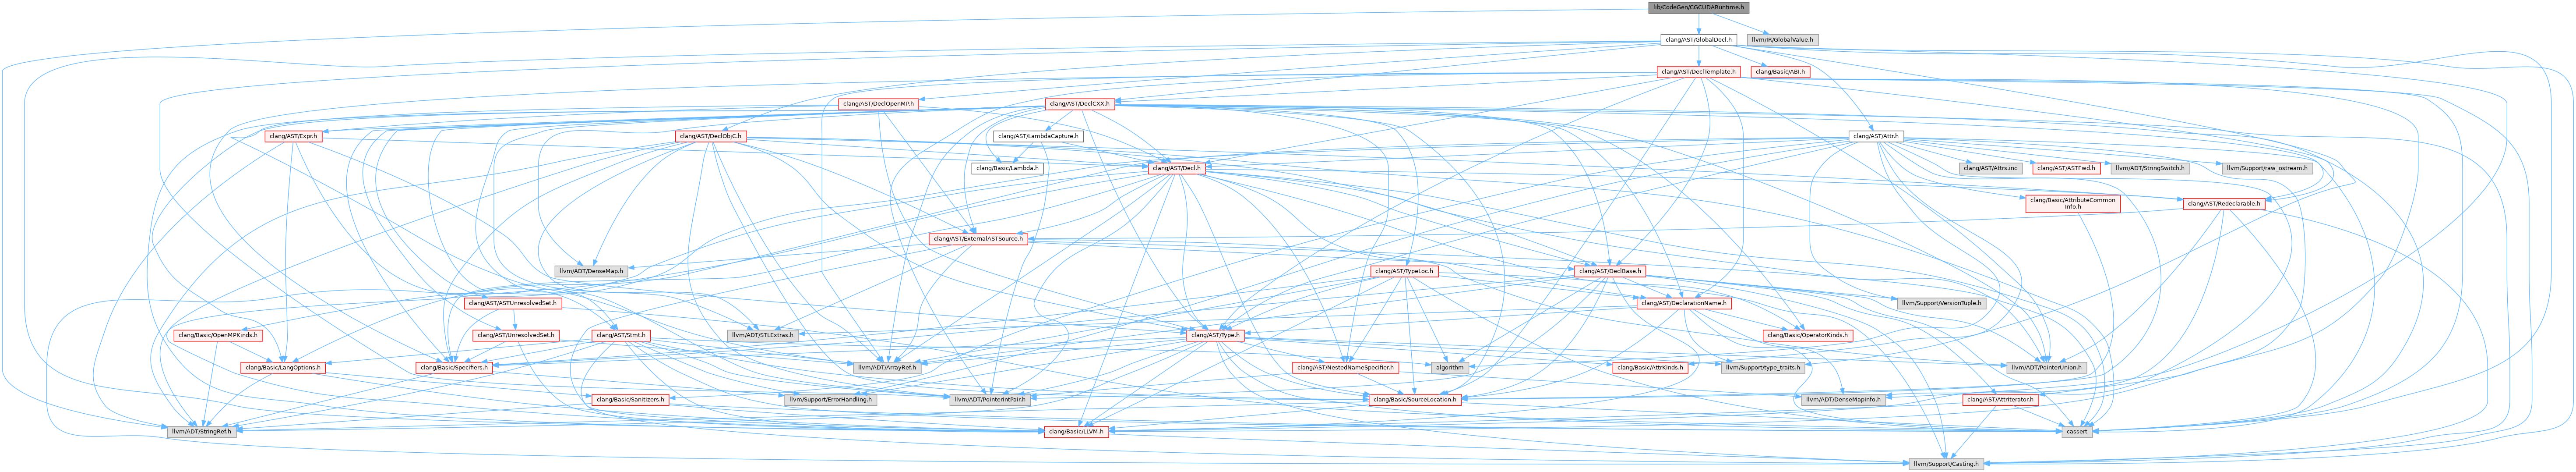 lib/CodeGen/CGCUDARuntime.h
clang/AST/GlobalDecl.h
llvm/IR/GlobalValue.h
clang/AST/DeclTemplate.h
clang/Basic/ABI.h
clang/AST/DeclOpenMP.h
clang/AST/DeclCXX.h
clang/AST/Expr.h
clang/AST/DeclObjC.h
clang/AST/LambdaCapture.h
clang/AST/Attr.h
clang/Basic/Lambda.h
clang/AST/Decl.h
clang/AST/Attrs.inc
clang/AST/ASTFwd.h
llvm/ADT/StringSwitch.h
llvm/Support/raw_ostream.h
clang/Basic/AttributeCommon
Info.h
clang/AST/Redeclarable.h
clang/AST/ExternalASTSource.h
llvm/ADT/DenseMap.h
clang/AST/TypeLoc.h
clang/AST/DeclBase.h
clang/AST/ASTUnresolvedSet.h
clang/AST/DeclarationName.h
llvm/Support/VersionTuple.h
clang/Basic/OpenMPKinds.h
clang/AST/UnresolvedSet.h
clang/AST/Stmt.h
llvm/ADT/STLExtras.h
clang/AST/Type.h
clang/Basic/OperatorKinds.h
clang/Basic/LangOptions.h
clang/Basic/Specifiers.h
llvm/ADT/ArrayRef.h
clang/AST/NestedNameSpecifier.h
algorithm
clang/Basic/AttrKinds.h
llvm/Support/type_traits.h
llvm/ADT/PointerUnion.h
clang/Basic/Sanitizers.h
llvm/Support/ErrorHandling.h
llvm/ADT/PointerIntPair.h
clang/Basic/SourceLocation.h
llvm/ADT/DenseMapInfo.h
clang/AST/AttrIterator.h
llvm/ADT/StringRef.h
clang/Basic/LLVM.h
cassert
llvm/Support/Casting.h